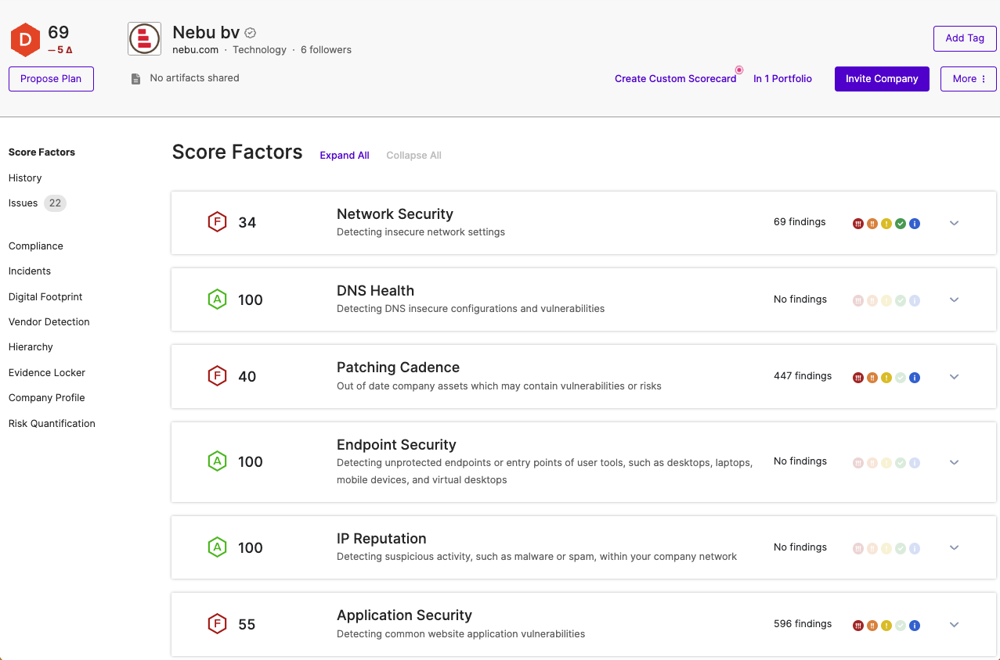 D
69
– 5 Δ
Propose Plan
Nebu bv
nebu.com · Technology · 6 followers
No artifacts shared
Add Tag
Create Custom Scorecard
In 1 Portfolio
Invite Company
More
Score Factors
History
Issues 22
Compliance
Incidents
Digital Footprint
Vendor Detection
Hierarchy
Evidence Locker
Company Profile
Risk Quantification
Score Factors Expand All Collapse All
F 34
Network Security
Detecting insecure network settings
69 findings
!!! !! ! i
A 100
DNS Health
Detecting DNS insecure configurations and vulnerabilities
No findings
!!! !! ! i
F 40
Patching Cadence
Out of date company assets which may contain vulnerabilities or risks
447 findings
!!! !! ! i
A 100
Endpoint Security
Detecting unprotected endpoints or entry points of user tools, such as desktops, laptops,
mobile devices, and virtual desktops
No findings
!!! !! ! i
A 100
IP Reputation
Detecting suspicious activity, such as malware or spam, within your company network
No findings
!!! !! ! i
F 55
Application Security
Detecting common website application vulnerabilities
596 findings
!!! !! ! i